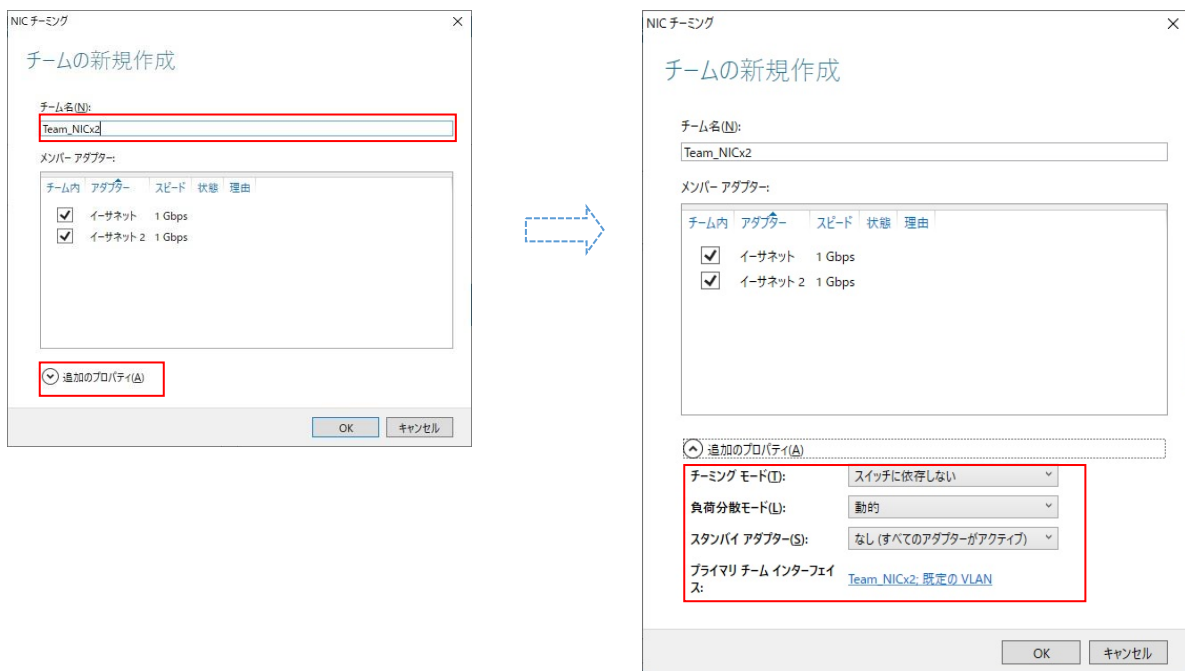 NIC チーミング
チームの新規作成
チーム名(N):
Team_NICx2
メンバー アダプター:
チーム内 アダプター スピード 状態 理由
イーサネット 1 Gbps
イーサネット 2 1 Gbps
追加のプロパティ(A)
OK キャンセル
NIC チーミング
チームの新規作成
チーム名(N):
Team_NICx2
メンバー アダプター:
チーム内 アダプター スピード 状態 理由
イーサネット 1 Gbps
イーサネット 2 1 Gbps
追加のプロパティ(A)
チーミング モード(T): スイッチに依存しない
負荷分散モード(L): 動的
スタンバイ アダプター(S): なし (すべてのアダプターがアクティブ)
プライマリ チーム インターフェイ
ス: Team_NICx2; 既定の VLAN
OK キャンセル